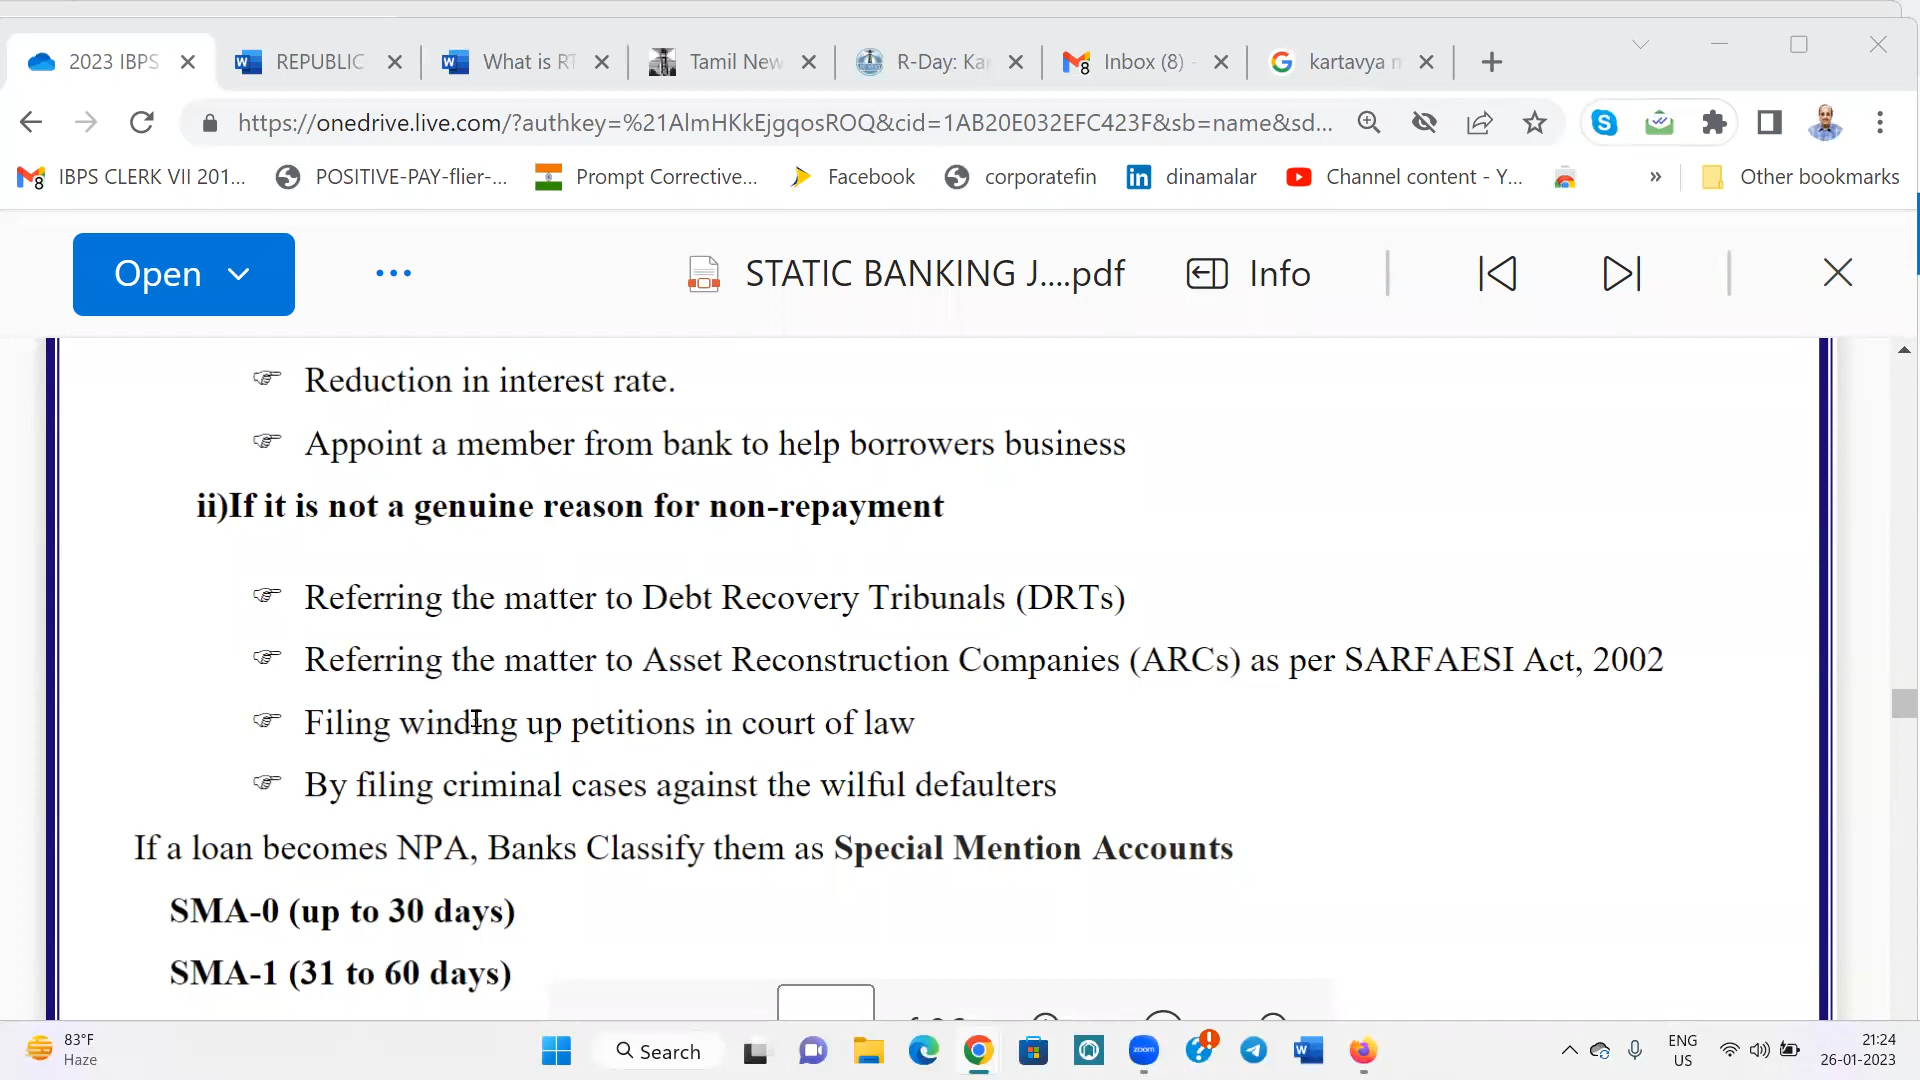 2023 IBPS
REPUBLIC
What is RT
Tamil New
R-Day: Ka
Inbox (8) -
kartavya m
https://onedrive.live.com/?authkey=%21AlmHKkEjgqosROQ&cid=1AB20E032EFC423F&sb=name&sd...
IBPS CLERK VII 201...
POSITIVE-PAY-flier-...
Prompt Corrective...
Facebook
corporatefin
dinamalar
Channel content - Y...
»
Other bookmarks
Open
STATIC BANKING J....pdf
Info
Reduction in interest rate.
Appoint a member from bank to help borrowers business
ii)If it is not a genuine reason for non-repayment
Referring the matter to Debt Recovery Tribunals (DRTs)
Referring the matter to Asset Reconstruction Companies (ARCs) as per SARFAESI Act, 2002
Filing winding up petitions in court of law
By filing criminal cases against the wilful defaulters
If a loan becomes NPA, Banks Classify them as Special Mention Accounts
SMA-0 (up to 30 days)
SMA-1 (31 to 60 days)
83°F
Haze
Search
zoom
ENG
US
21:24
26-01-2023